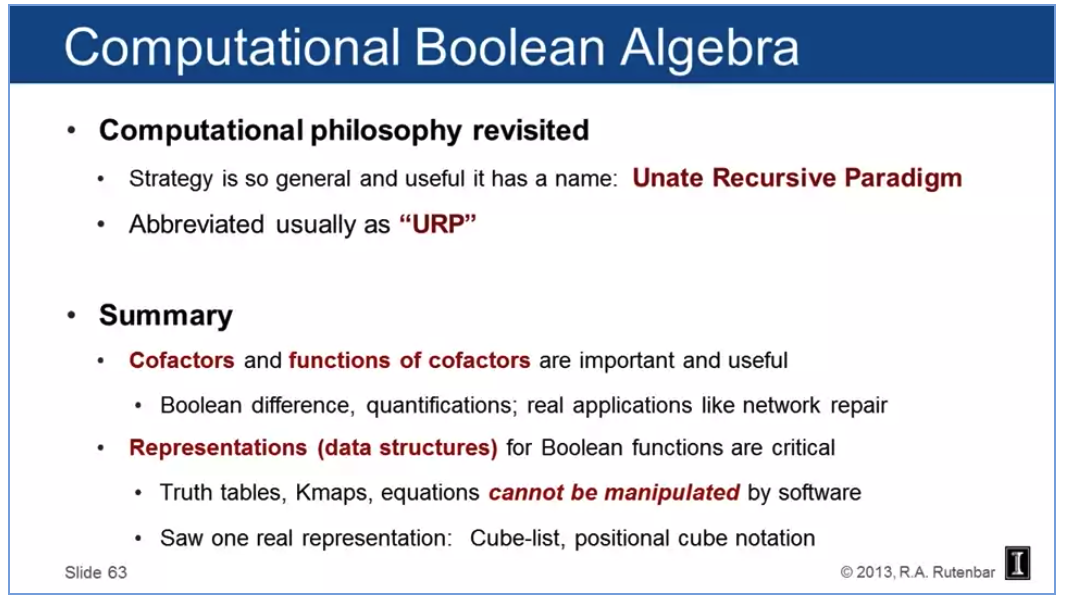 Computational Boolean Algebra
• Computational philosophy revisited
• Strategy is so general and useful it has a name: Unate Recursive Paradigm
• Abbreviated usually as “URP”
• Summary
• Cofactors and functions of cofactors are important and useful
• Boolean difference, quantifications; real applications like network repair
• Representations (data structures) for Boolean functions are critical
• Truth tables, Kmaps, equations cannot be manipulated by software
• Saw one real representation: Cube-list, positional cube notation
Slide 63
© 2013, R.A. Rutenbar
I